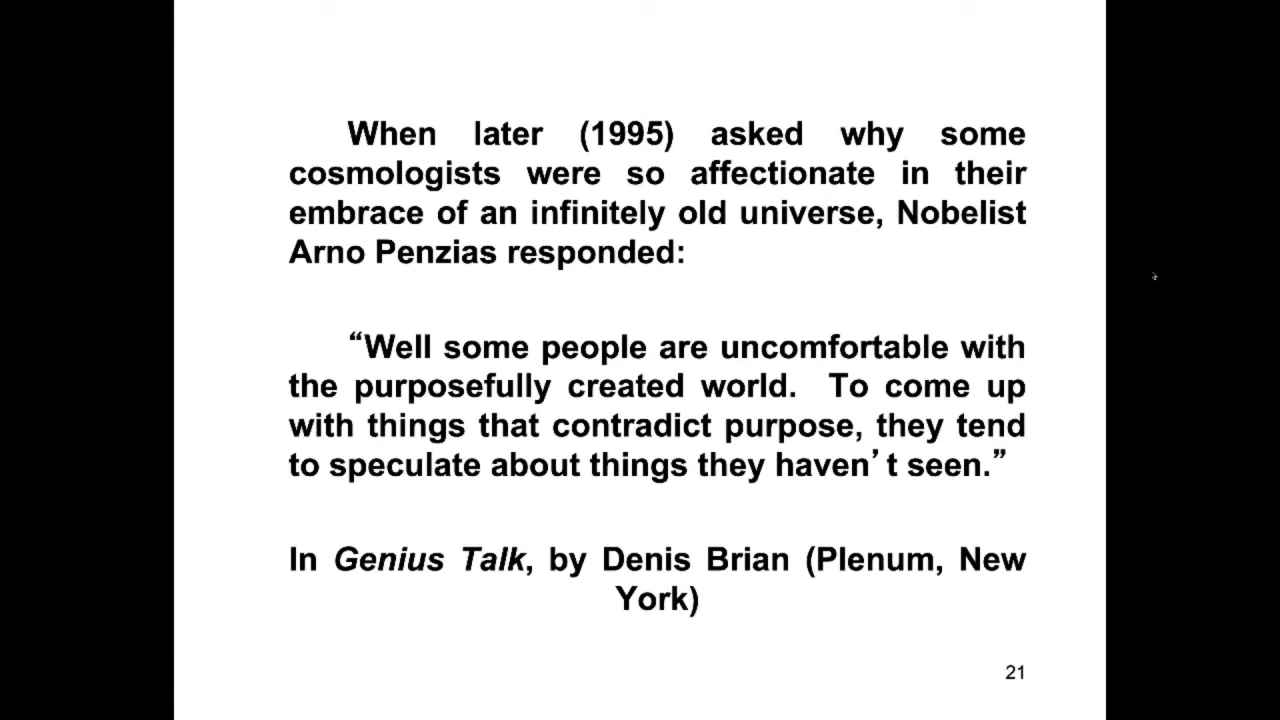 When later (1995) asked why some
cosmologists were so affectionate in their
embrace of an infinitely old universe, Nobelist
Arno Penzias responded:
“Well some people are uncomfortable with
the purposefully created world. To come up
with things that contradict purpose, they tend
to speculate about things they haven’t seen.”
In Genius Talk, by Denis Brian (Plenum, New
York)
21